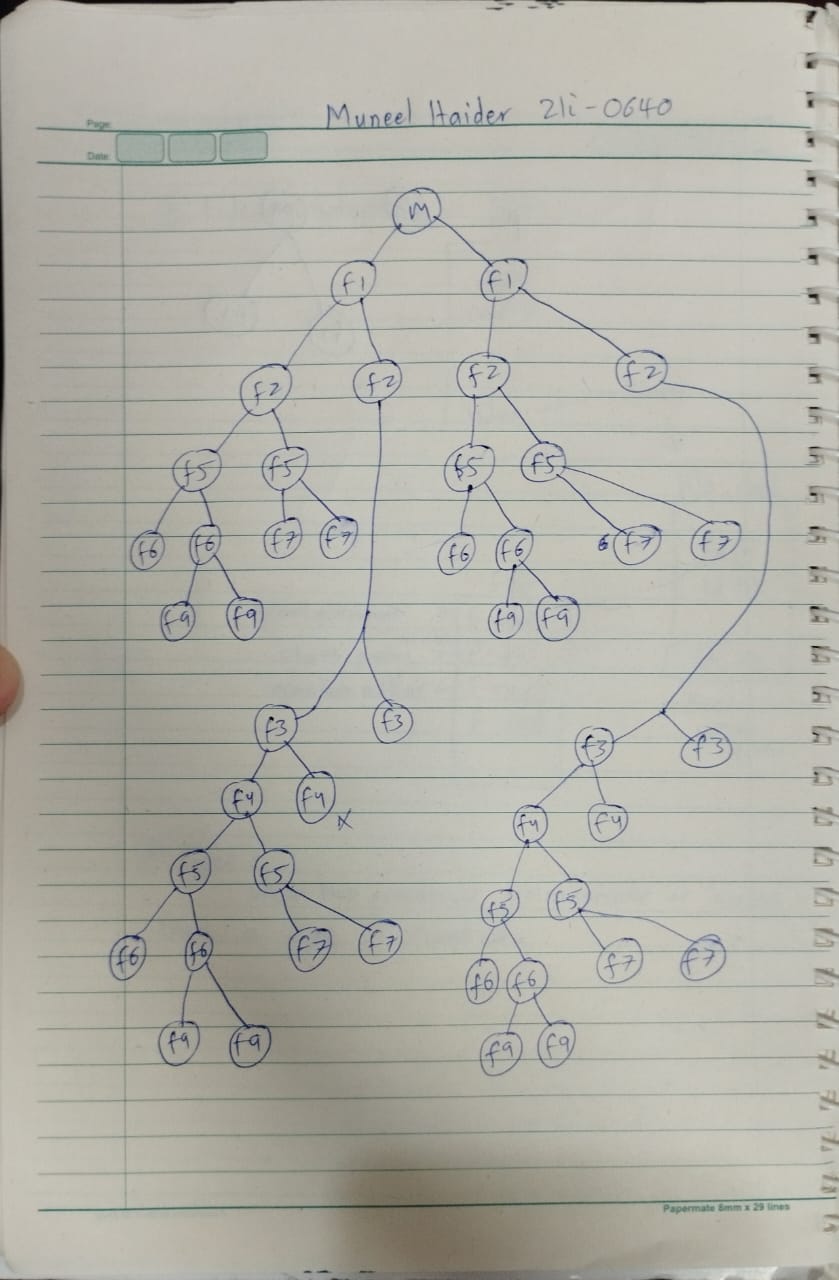 Muneel Haider 21i-0640
Page:
Date:
M
f1 f1
f2 f2 f2 f2
f5 f5 f5 f5
f6 f6 f7 f7 f6 f6 f7 f7
f9 f9 f9 f9
f3 f3 f3 f3
f4 f4 x f4 f4
f5 f5 f5 f5
f6 f6 f7 f7 f6 f6 f7 f7
f9 f9 f9 f9
Papermate 8mm x 29 lines